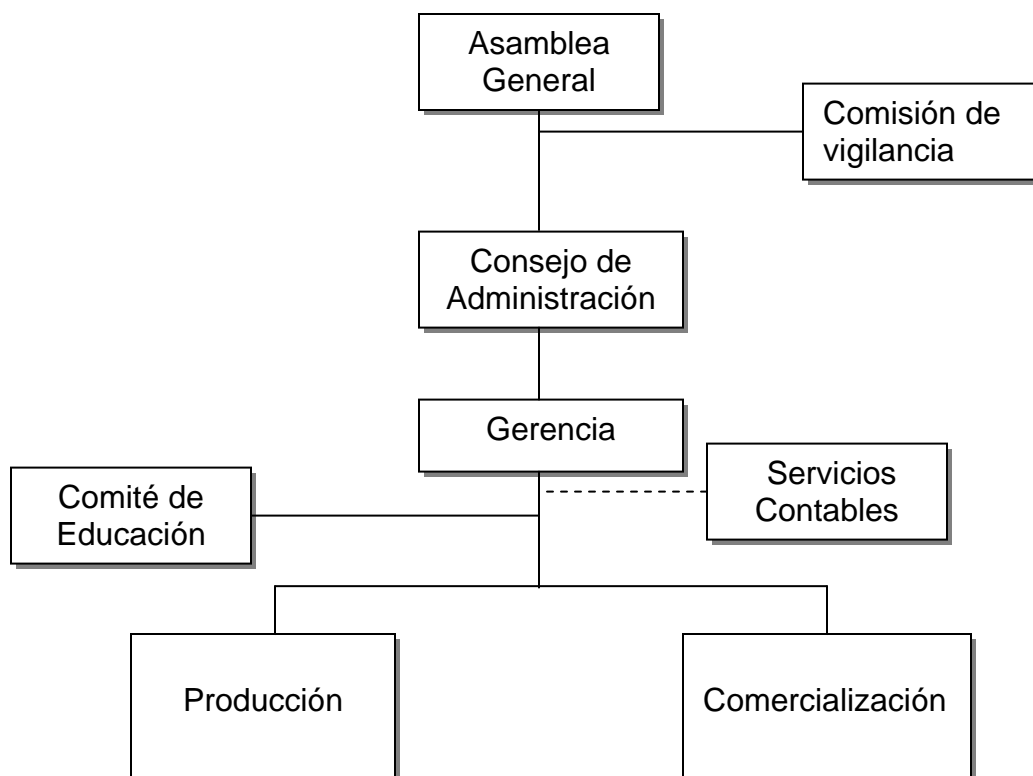 Asamblea
General
Comisión de
vigilancia
Consejo de
Administración
Gerencia
Servicios
Contables
Comité de
Educación
Producción
Comercialización